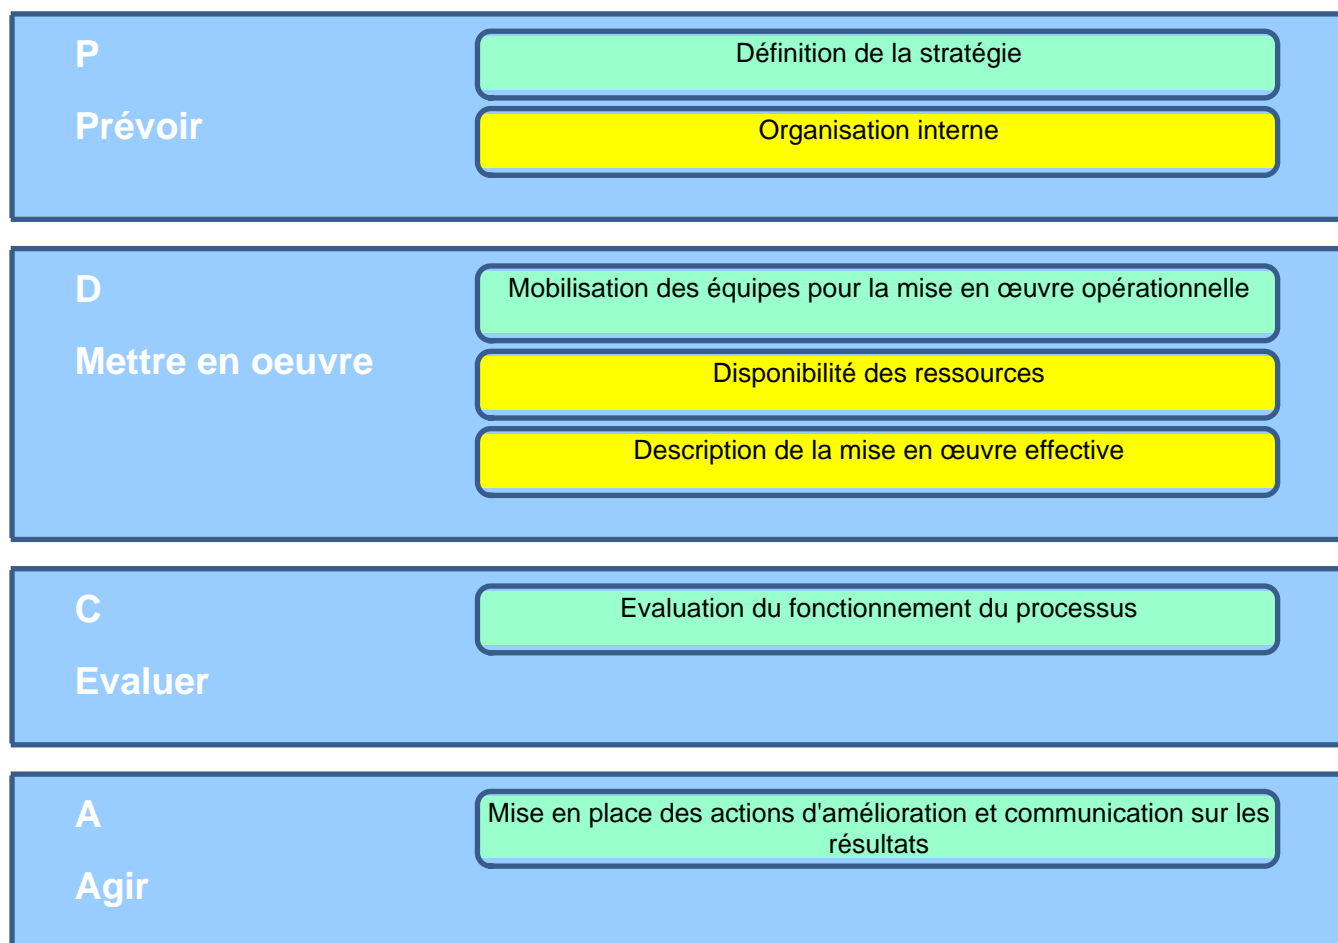 P
Prévoir
Définition de la stratégie
Organisation interne
D
Mettre en oeuvre
Mobilisation des équipes pour la mise en œuvre opérationnelle
Disponibilité des ressources
Description de la mise en œuvre effective
C
Evaluer
Evaluation du fonctionnement du processus
A
Agir
Mise en place des actions d'amélioration et communication sur les
résultats